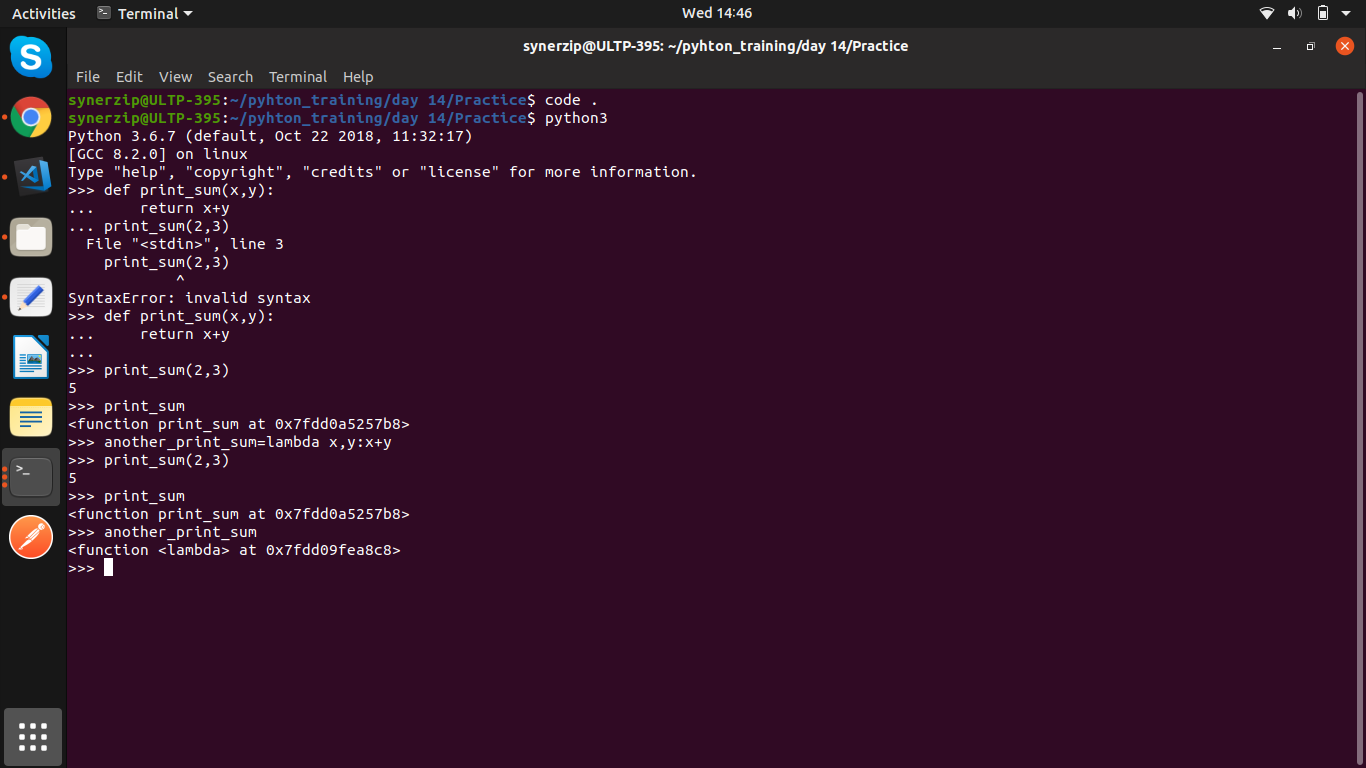 Activities Terminal Wed 14:46
synerzip@ULTP-395: ~/pyhton_training/day 14/Practice
File Edit View Search Terminal Help
synerzip@ULTP-395:~/pyhton_training/day 14/Practice$ code .
synerzip@ULTP-395:~/pyhton_training/day 14/Practice$ python3
Python 3.6.7 (default, Oct 22 2018, 11:32:17)
[GCC 8.2.0] on linux
Type "help", "copyright", "credits" or "license" for more information.
>>> def print_sum(x,y):
...     return x+y
... print_sum(2,3)
  File "<stdin>", line 3
    print_sum(2,3)
            ^
SyntaxError: invalid syntax
>>> def print_sum(x,y):
...     return x+y
...
>>> print_sum(2,3)
5
>>> print_sum
<function print_sum at 0x7fdd0a5257b8>
>>> another_print_sum=lambda x,y:x+y
>>> print_sum(2,3)
5
>>> print_sum
<function print_sum at 0x7fdd0a5257b8>
>>> another_print_sum
<function <lambda> at 0x7fdd09fea8c8>
>>>